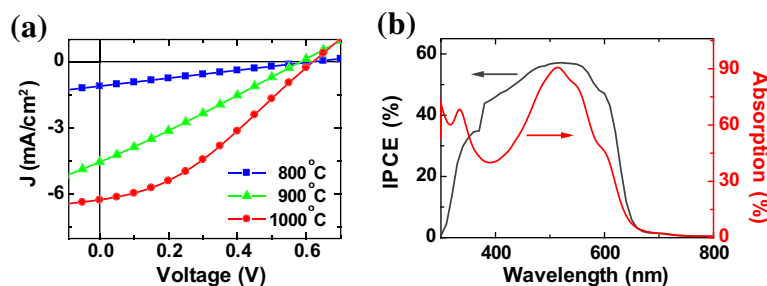 (a)
0
-3
-6
J (mA/cm²)
800°C
900°C
1000°C
0.0 0.2 0.4 0.6
Voltage (V)
(b)
60
40
20
0
IPCE (%)
90
60
30
0
Absorption (%)
400 600 800
Wavelength (nm)